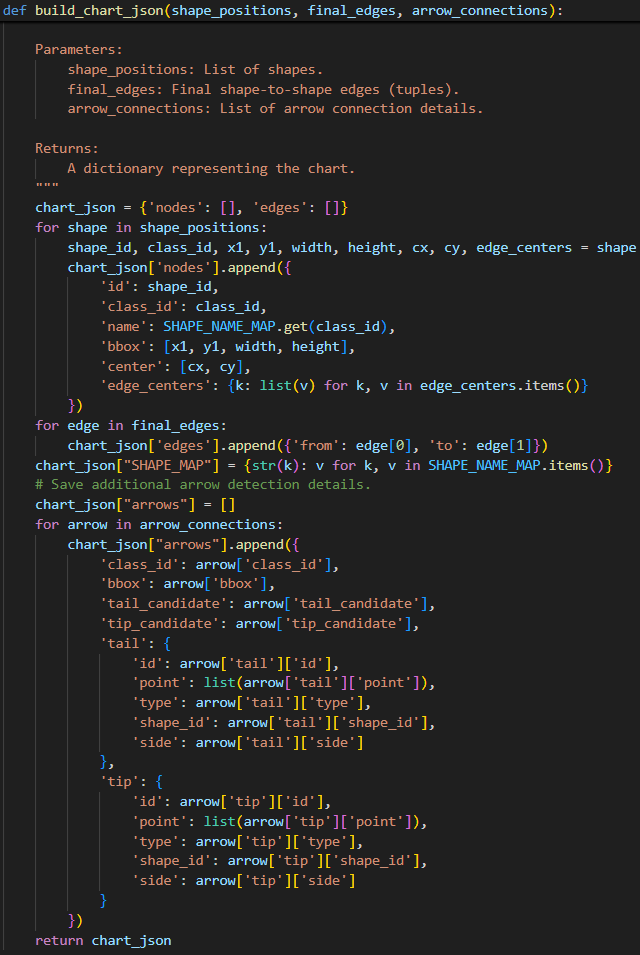 def build_chart_json(shape_positions, final_edges, arrow_connections):
    Parameters:
        shape_positions: List of shapes.
        final_edges: Final shape-to-shape edges (tuples).
        arrow_connections: List of arrow connection details.
    Returns:
        A dictionary representing the chart.
    """
    chart_json = {'nodes': [], 'edges': []}
    for shape in shape_positions:
        shape_id, class_id, x1, y1, width, height, cx, cy, edge_centers = shape
        chart_json['nodes'].append({
            'id': shape_id,
            'class_id': class_id,
            'name': SHAPE_NAME_MAP.get(class_id),
            'bbox': [x1, y1, width, height],
            'center': [cx, cy],
            'edge_centers': {k: list(v) for k, v in edge_centers.items()}
        })
    for edge in final_edges:
        chart_json['edges'].append({'from': edge[0], 'to': edge[1]})
    chart_json["SHAPE_MAP"] = {str(k): v for k, v in SHAPE_NAME_MAP.items()}
    # Save additional arrow detection details.
    chart_json["arrows"] = []
    for arrow in arrow_connections:
        chart_json["arrows"].append({
            'class_id': arrow['class_id'],
            'bbox': arrow['bbox'],
            'tail_candidate': arrow['tail_candidate'],
            'tip_candidate': arrow['tip_candidate'],
            'tail': {
                'id': arrow['tail']['id'],
                'point': list(arrow['tail']['point']),
                'type': arrow['tail']['type'],
                'shape_id': arrow['tail']['shape_id'],
                'side': arrow['tail']['side']
            },
            'tip': {
                'id': arrow['tip']['id'],
                'point': list(arrow['tip']['point']),
                'type': arrow['tip']['type'],
                'shape_id': arrow['tip']['shape_id'],
                'side': arrow['tip']['side']
            }
        })
    return chart_json